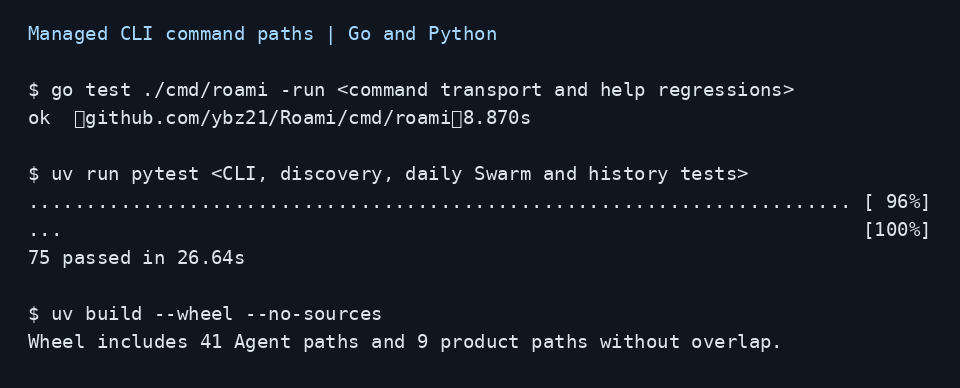 Managed CLI command paths | Go and Python
$ go test ./cmd/roami -run <command transport and help regressions>
ok  github.com/ybz21/Roami/cmd/roami 8.870s
$ uv run pytest <CLI, discovery, daily Swarm and history tests>
........................................................................ [ 96%]
... [100%]
75 passed in 26.64s
$ uv build --wheel --no-sources
Wheel includes 41 Agent paths and 9 product paths without overlap.